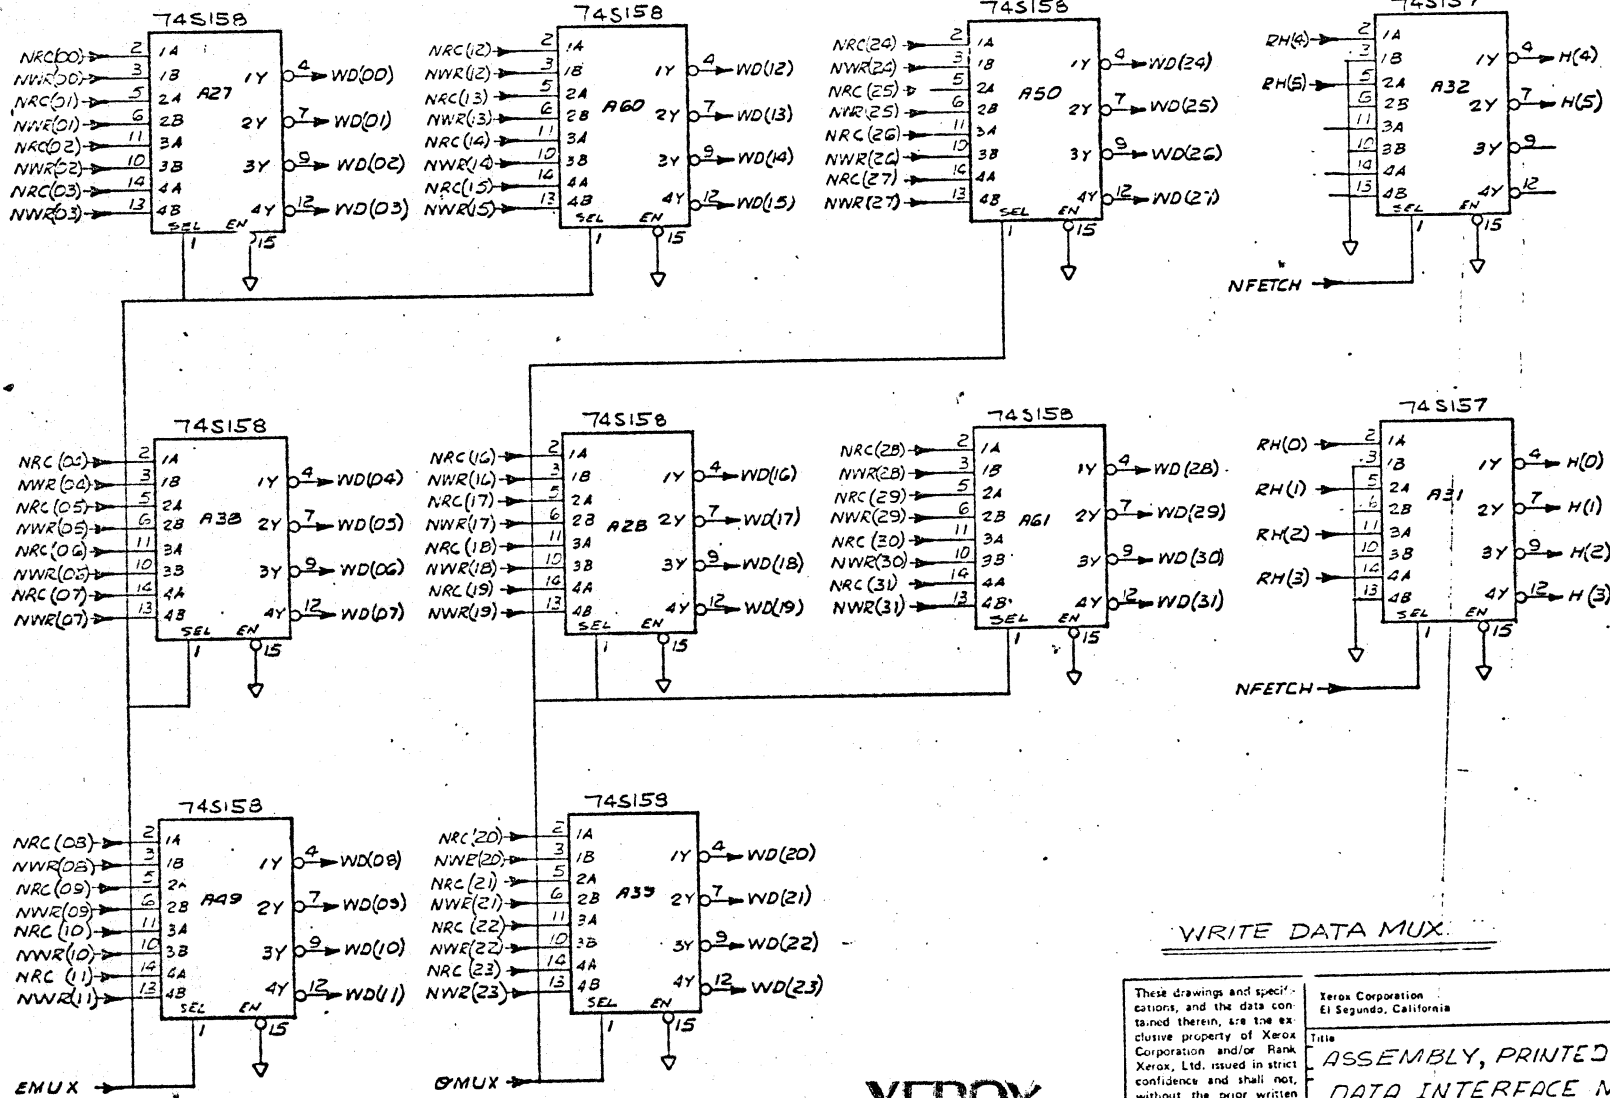 74S158
NRC(00) 2 1A
NWR(00) 3 1B 1Y 4 WD(00)
NRC(01) 5 2A A27
NWR(01) 6 2B 2Y 7 WD(01)
NRC(02) 11 3A
NWR(02) 10 3B 3Y 9 WD(02)
NRC(03) 14 4A
NWR(03) 13 4B 4Y 12 WD(03)
SEL EN
1 15
74S158
NRC(12) 2 1A
NWR(12) 3 1B 1Y 4 WD(12)
NRC(13) 5 2A A60
NWR(13) 6 2B 2Y 7 WD(13)
NRC(14) 11 3A
NWR(14) 10 3B 3Y 9 WD(14)
NRC(15) 14 4A
NWR(15) 13 4B 4Y 12 WD(15)
SEL EN
1 15
74S158
NRC(24) 2 1A
NWR(24) 3 1B 1Y 4 WD(24)
NRC(25) 5 2A A50
NWR(25) 6 2B 2Y 7 WD(25)
NRC(26) 11 3A
NWR(26) 10 3B 3Y 9 WD(26)
NRC(27) 14 4A
NWR(27) 13 4B 4Y 12 WD(27)
SEL EN
1 15
74S157
RH(4) 2 1A
3 1B 1Y 4 H(4)
RH(5) 5 2A A32
6 2B 2Y 7 H(5)
11 3A
10 3B 3Y 9
14 4A
13 4B 4Y 12
SEL EN
1 15
NFETCH
74S158
NRC(04) 2 1A
NWR(04) 3 1B 1Y 4 WD(04)
NRC(05) 5 2A A38
NWR(05) 6 2B 2Y 7 WD(05)
NRC(06) 11 3A
NWR(06) 10 3B 3Y 9 WD(06)
NRC(07) 14 4A
NWR(07) 13 4B 4Y 12 WD(07)
SEL EN
1 15
74S158
NRC(16) 2 1A
NWR(16) 3 1B 1Y 4 WD(16)
NRC(17) 5 2A
NWR(17) 6 2B A28 2Y 7 WD(17)
NRC(18) 11 3A
NWR(18) 10 3B 3Y 9 WD(18)
NRC(19) 14 4A
NWR(19) 13 4B 4Y 12 WD(19)
SEL EN
1 15
74S158
NRC(28) 2 1A
NWR(28) 3 1B 1Y 4 WD(28)
NRC(29) 5 2A
NWR(29) 6 2B A61 2Y 7 WD(29)
NRC(30) 11 3A
NWR(30) 10 3B 3Y 9 WD(30)
NRC(31) 14 4A
NWR(31) 13 4B 4Y 12 WD(31)
SEL EN
1 15
74S157
RH(0) 2 1A
3 1B 1Y 4 H(0)
RH(1) 5 2A A31
6 2B 2Y 7 H(1)
RH(2) 11 3A
10 3B 3Y 9 H(2)
RH(3) 14 4A
13 4B 4Y 12 H(3)
SEL EN
1 15
NFETCH
74S158
NRC(08) 2 1A
NWR(08) 3 1B 1Y 4 WD(08)
NRC(09) 5 2A A49
NWR(09) 6 2B 2Y 7 WD(09)
NRC(10) 11 3A
NWR(10) 10 3B 3Y 9 WD(10)
NRC(11) 14 4A
NWR(11) 13 4B 4Y 12 WD(11)
SEL EN
1 15
EMUX
74S158
NRC(20) 2 1A
NWR(20) 3 1B 1Y 4 WD(20)
NRC(21) 5 2A A39
NWR(21) 6 2B 2Y 7 WD(21)
NRC(22) 11 3A
NWR(22) 10 3B 3Y 9 WD(22)
NRC(23) 14 4A
NWR(23) 13 4B 4Y 12 WD(23)
SEL EN
1 15
OMUX
WRITE DATA MUX
XEROX
These drawings and specifi-
cations, and the data con-
tained therein, are the ex-
clusive property of Xerox
Corporation and/or Rank
Xerox, Ltd. issued in strict
confidence and shall not,
without the prior written
Xerox Corporation
El Segundo, California
Title
ASSEMBLY, PRINTED
DATA INTERFACE